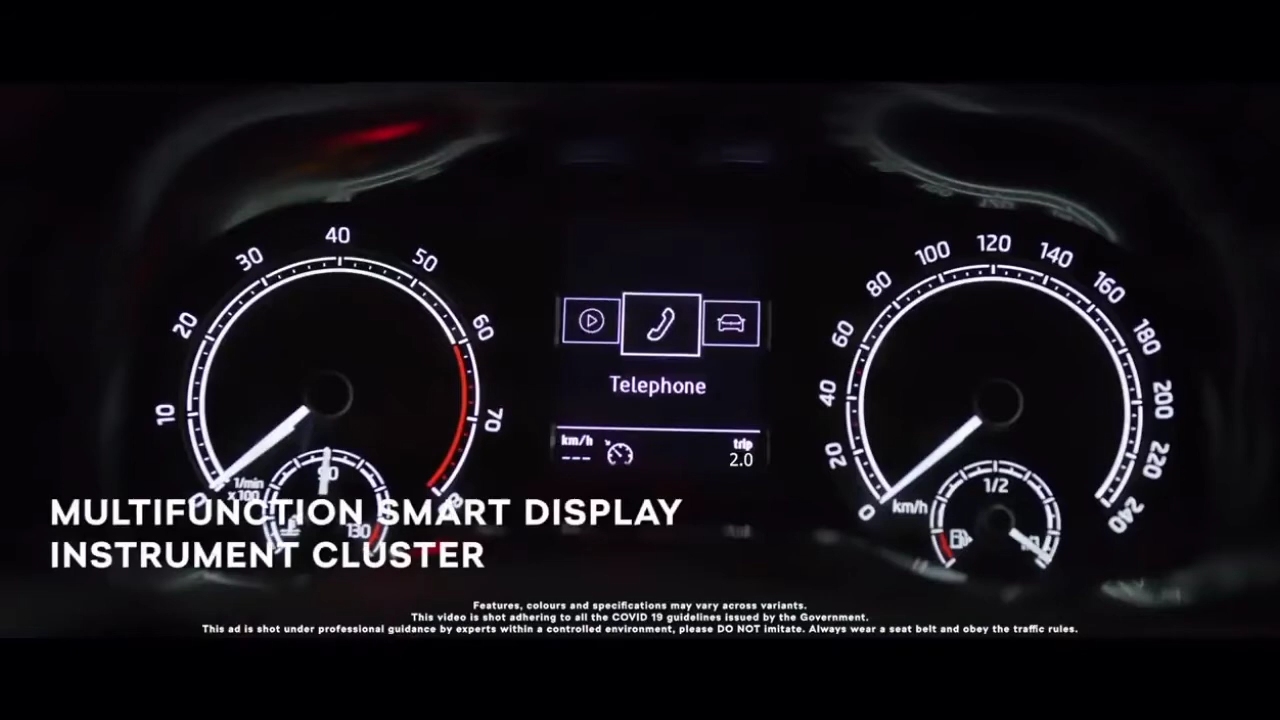 40
30
50
20
60
10
70
1/min
x100
90
130
Telephone
km/h
trip
---
2.0
120
100
140
80
160
60
180
40
200
20
220
0
240
km/h
1/2
MULTIFUNCTION SMART DISPLAY
INSTRUMENT CLUSTER
Features, colours and specifications may vary across variants.
This video is shot adhering to all the COVID 19 guidelines issued by the Government.
This ad is shot under professional guidance by experts within a controlled environment, please DO NOT imitate. Always wear a seat belt and obey the traffic rules.